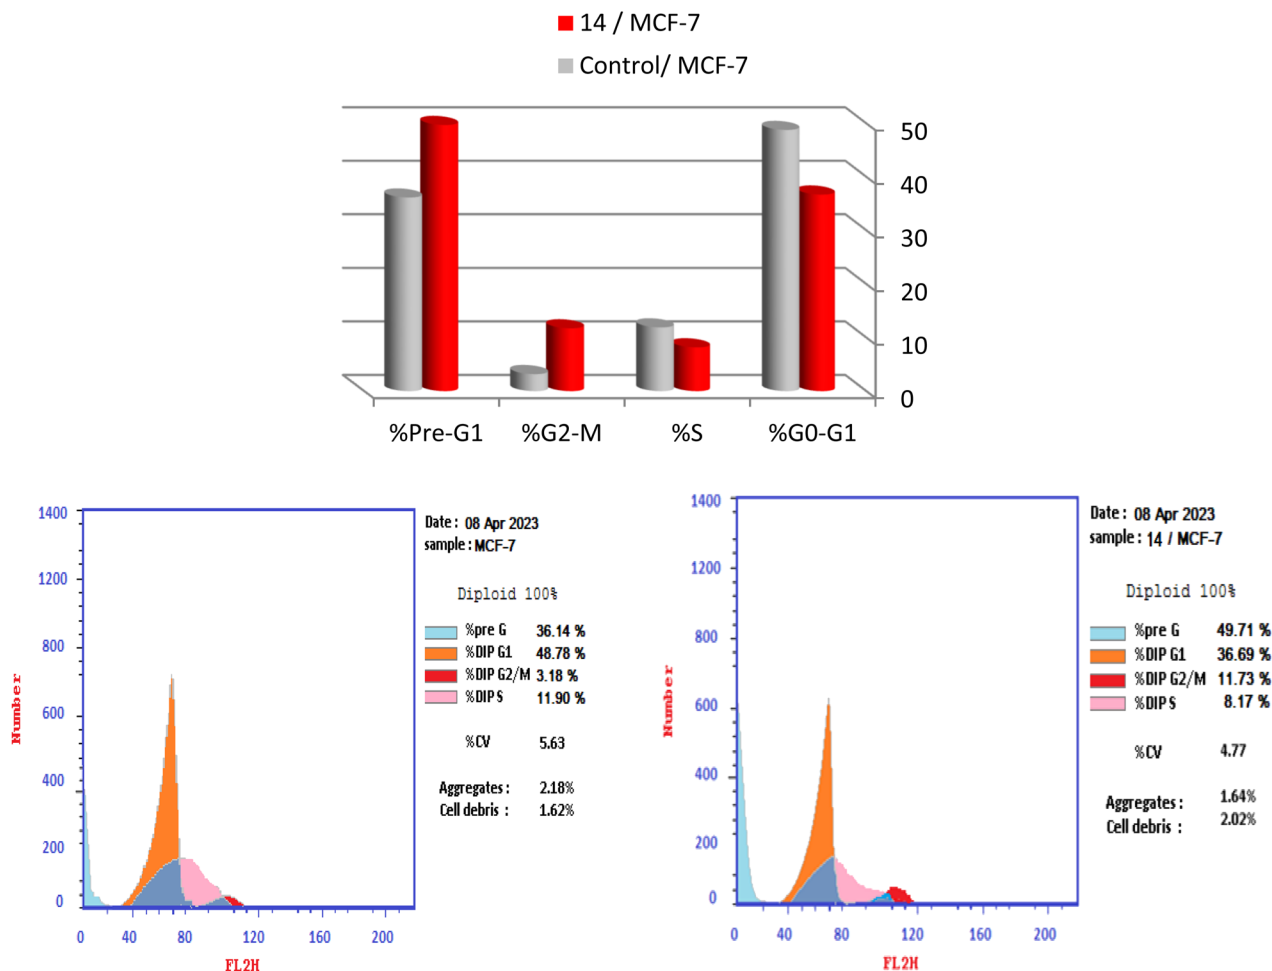 14 / MCF-7
Control/ MCF-7
50
40
30
20
10
0
%Pre-G1 %G2-M %S %G0-G1
1400
1200
800
600
400
200
0
0 40 80 120 160 200
Number
FL2H
Date : 08 Apr 2023
sample : MCF-7
Diploid 100%
%pre G 36.14 %
%DIP G1 48.78 %
%DIP G2/M 3.18 %
%DIP S 11.90 %
%CV 5.63
Aggregates : 2.18%
Cell debris : 1.62%
1400
1200
800
600
400
200
0
0 40 80 120 160 200
Number
FL2H
Date : 08 Apr 2023
sample : 14 / MCF-7
Diploid 100%
%pre G 49.71 %
%DIP G1 36.69 %
%DIP G2/M 11.73 %
%DIP S 8.17 %
%CV 4.77
Aggregates : 1.64%
Cell debris : 2.02%